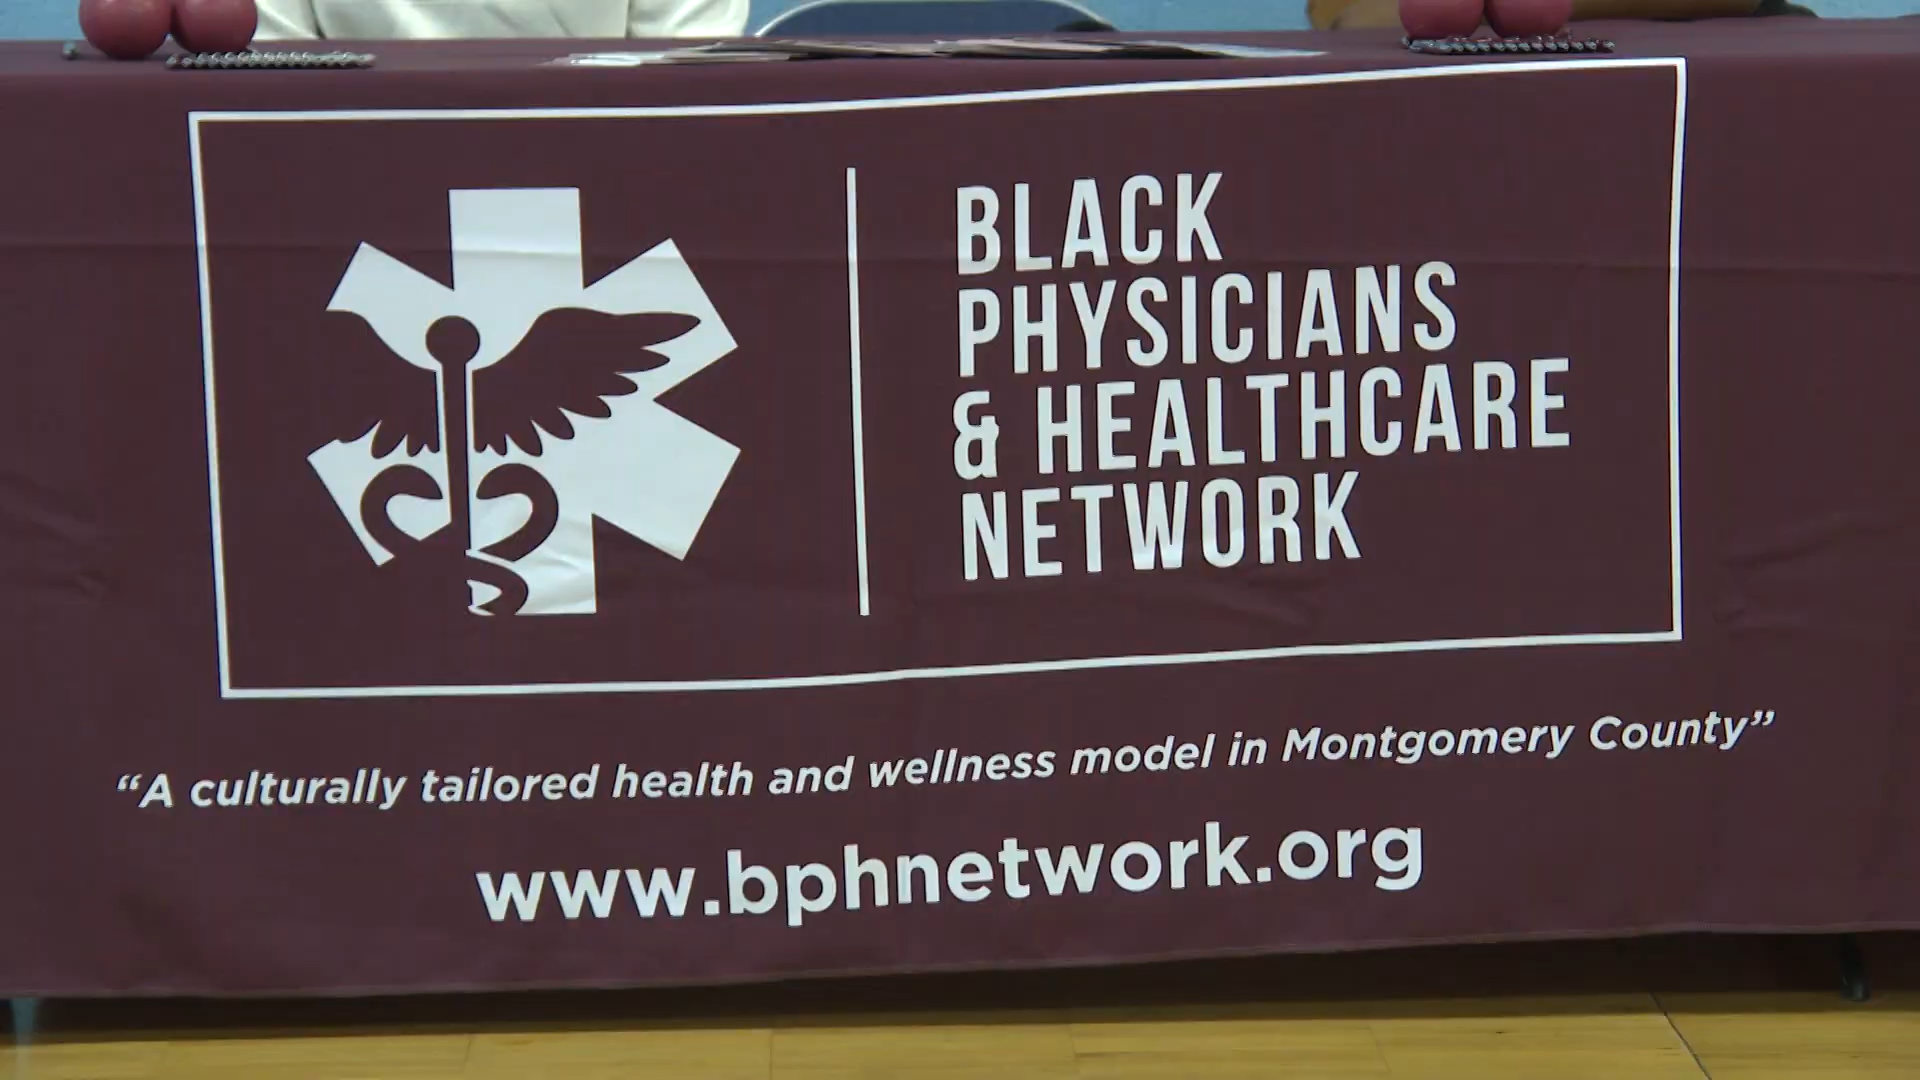 BLACK
PHYSICIANS
& HEALTHCARE
NETWORK
“A culturally tailored health and wellness model in Montgomery County”
www.bphnetwork.org